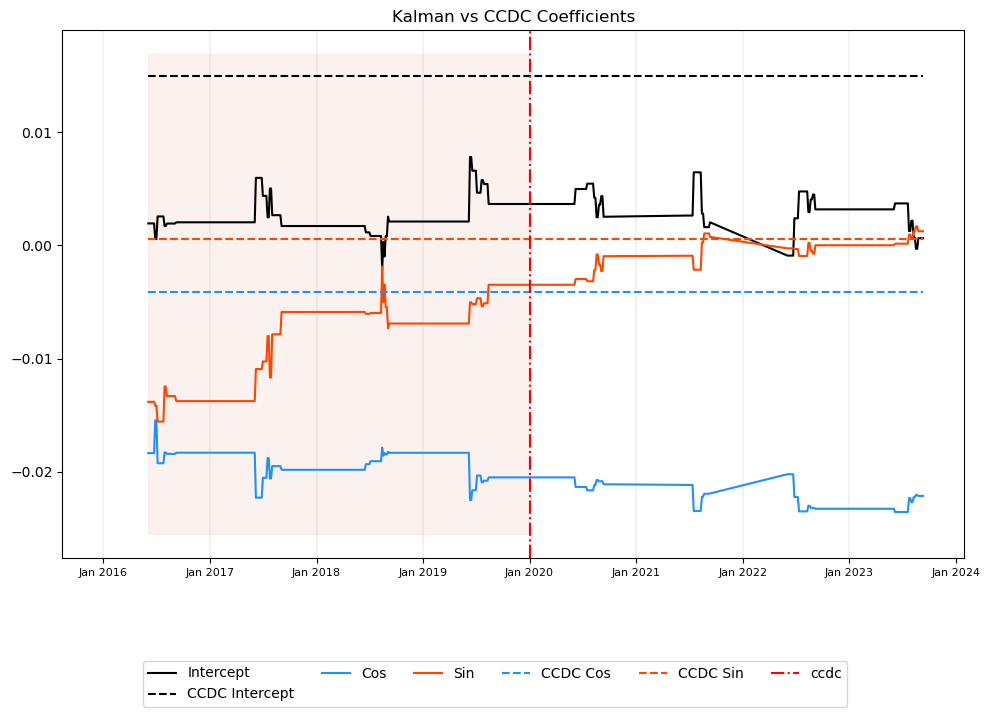 Kalman vs CCDC Coefficients
0.01
0.00
−0.01
−0.02
Jan 2016 Jan 2017 Jan 2018 Jan 2019 Jan 2020 Jan 2021 Jan 2022 Jan 2023 Jan 2024
Intercept Cos Sin CCDC Cos CCDC Sin ccdc
CCDC Intercept